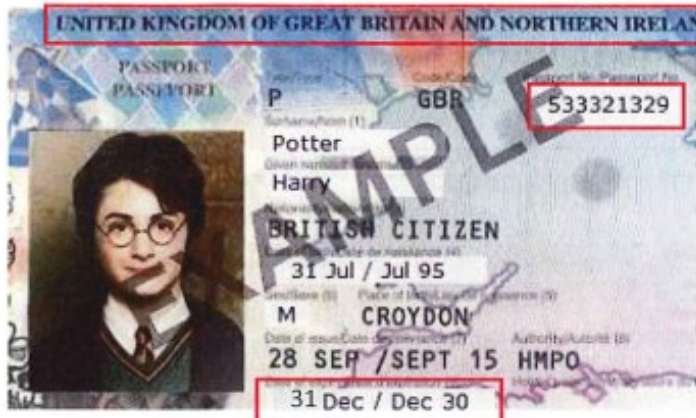 UNITED KINGDOM OF GREAT BRITAIN AND NORTHERN IRELA
PASSPORT
PASSEPORT
P GBR 533321329
Potter
Harry
BRITISH CITIZEN
31 Jul / Jul 95
M CROYDON
28 SEP /SEPT 15 HMPO
31 Dec / Dec 30
EXAMPLE